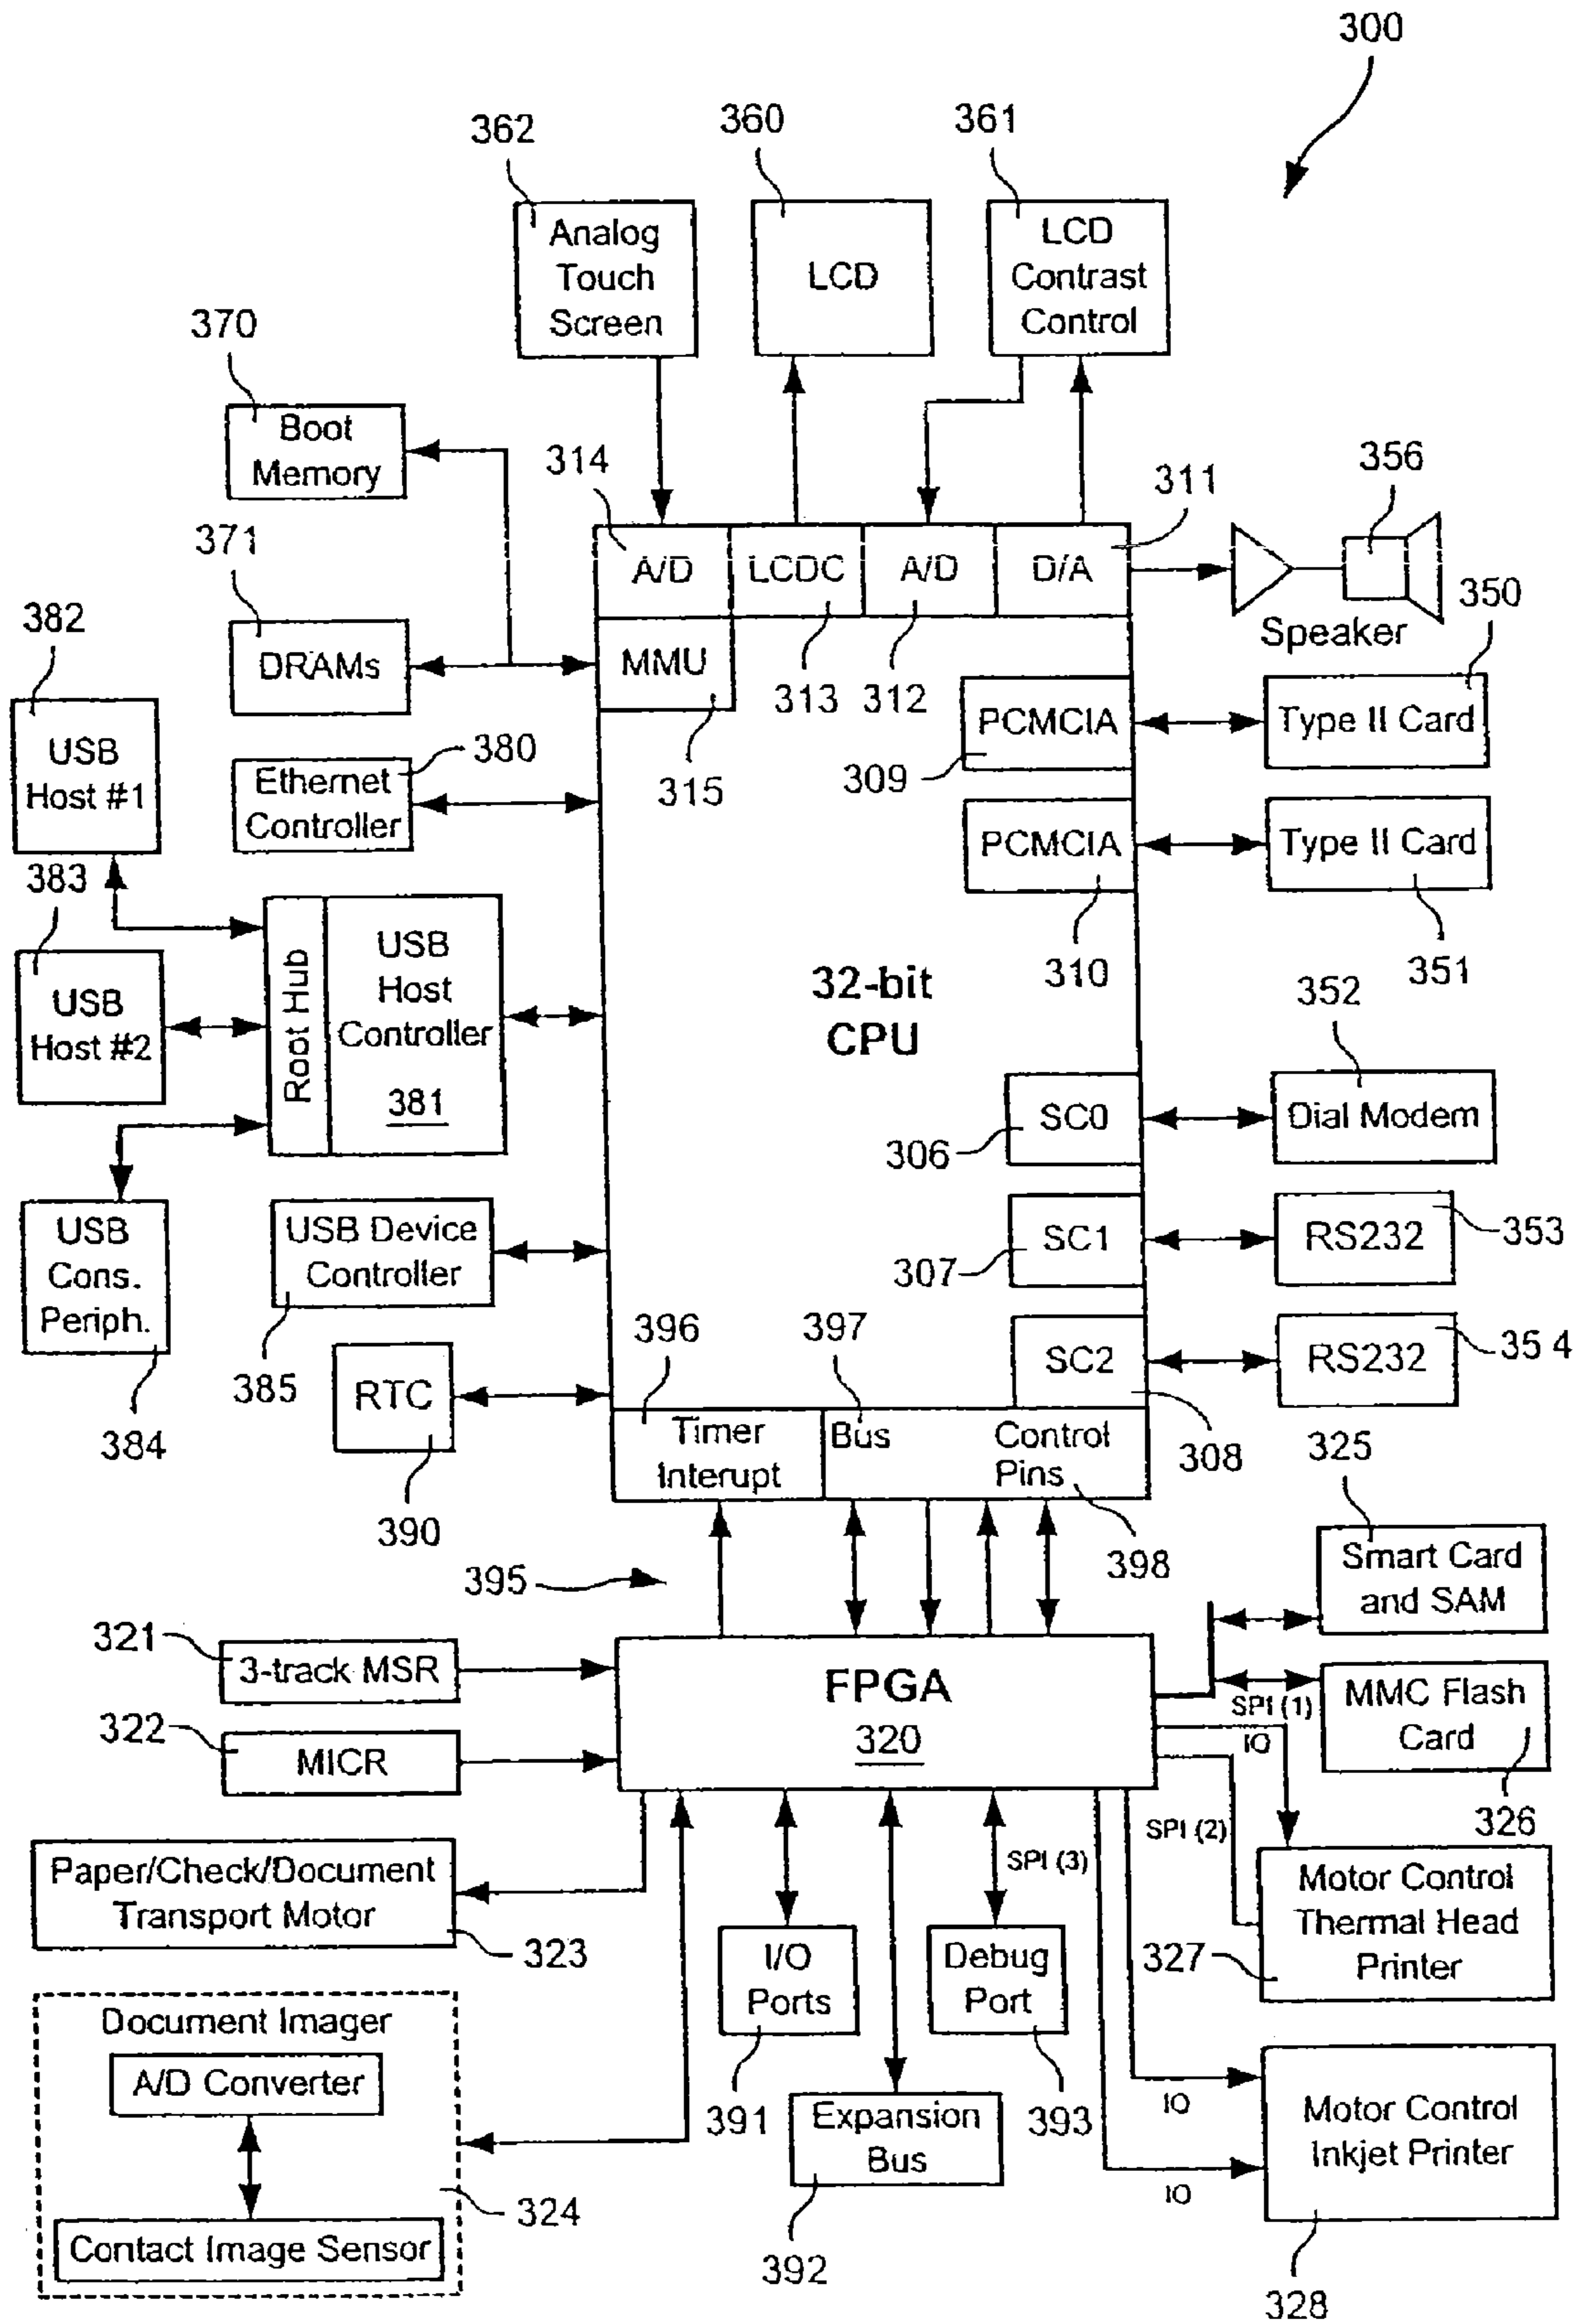 300
362
360
361
Analog
Touch
Screen
LCD
LCD
Contrast
Control
370
Boot
Memory
314
311
356
371
A/D
LCDC
A/D
D/A
350
382
DRAMs
MMU
Speaker
313
312
PCMCIA
Type II Card
USB
Host #1
380
Ethernet
Controller
315
309
PCMCIA
Type II Card
383
USB
Host #2
Root Hub
USB
Host
Controller
381
32-bit
CPU
310
351
352
SC0
Dial Modem
306
USB
Cons.
Periph.
USB Device
Controller
SC1
RS232
353
307
396
397
384
385
RTC
SC2
RS232
35 4
390
Timer
Interupt
Bus
Control
Pins
308
325
395
398
Smart Card
and SAM
321
3-track MSR
FPGA
320
SPI (1)
MMC Flash
Card
322
MICR
IO
326
SPI (2)
Paper/Check/Document
Transport Motor
SPI (3)
Motor Control
Thermal Head
Printer
323
I/O
Ports
Debug
Port
327
Document Imager
A/D Converter
391
393
IO
Expansion
Bus
Motor Control
Inkjet Printer
324
IO
Contact Image Sensor
392
328